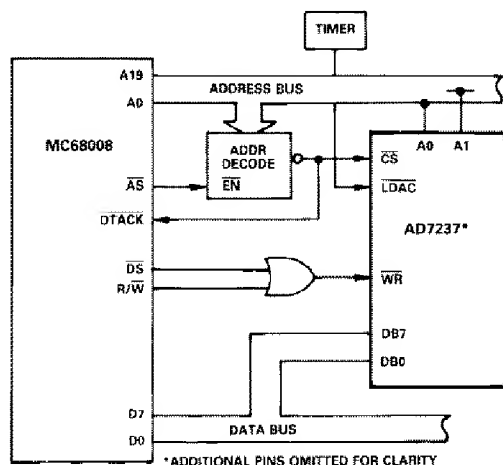 TIMER
A19
ADDRESS BUS
A0
MC68008
ADDR
DECODE
EN
AS
DTACK
DS
R/W
A0
A1
CS
LDAC
AD7237*
WR
DB7
DB0
D7
D0
DATA BUS
*ADDITIONAL PINS OMITTED FOR CLARITY